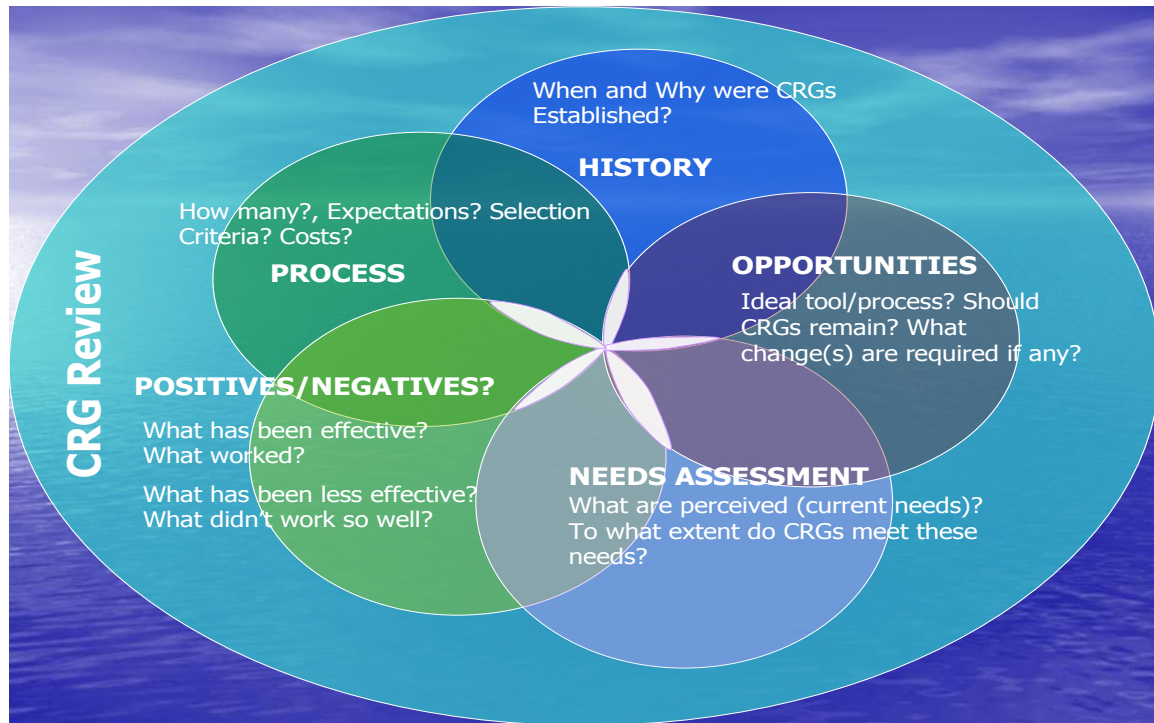 CRG Review
When and Why were CRGs
Established?
HISTORY
How many?, Expectations? Selection
Criteria? Costs?
PROCESS
OPPORTUNITIES
Ideal tool/process? Should
CRGs remain? What
change(s) are required if any?
POSITIVES/NEGATIVES?
What has been effective?
What worked?
What has been less effective?
What didn't work so well?
NEEDS ASSESSMENT
What are perceived (current needs)?
To what extent do CRGs meet these
needs?